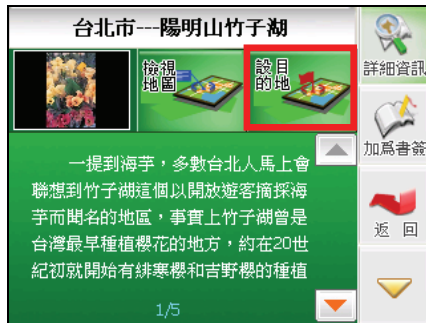 台北市---陽明山竹子湖
檢視
地圖
設目
的地
一提到海芋，多數台北人馬上會
聯想到竹子湖這個以開放遊客摘採海
芋而聞名的地區，事實上竹子湖曾是
台灣最早種植櫻花的地方，約在20世
紀初就開始有緋寒櫻和吉野櫻的種植
1/5
詳細資訊
加為書簽
返 回